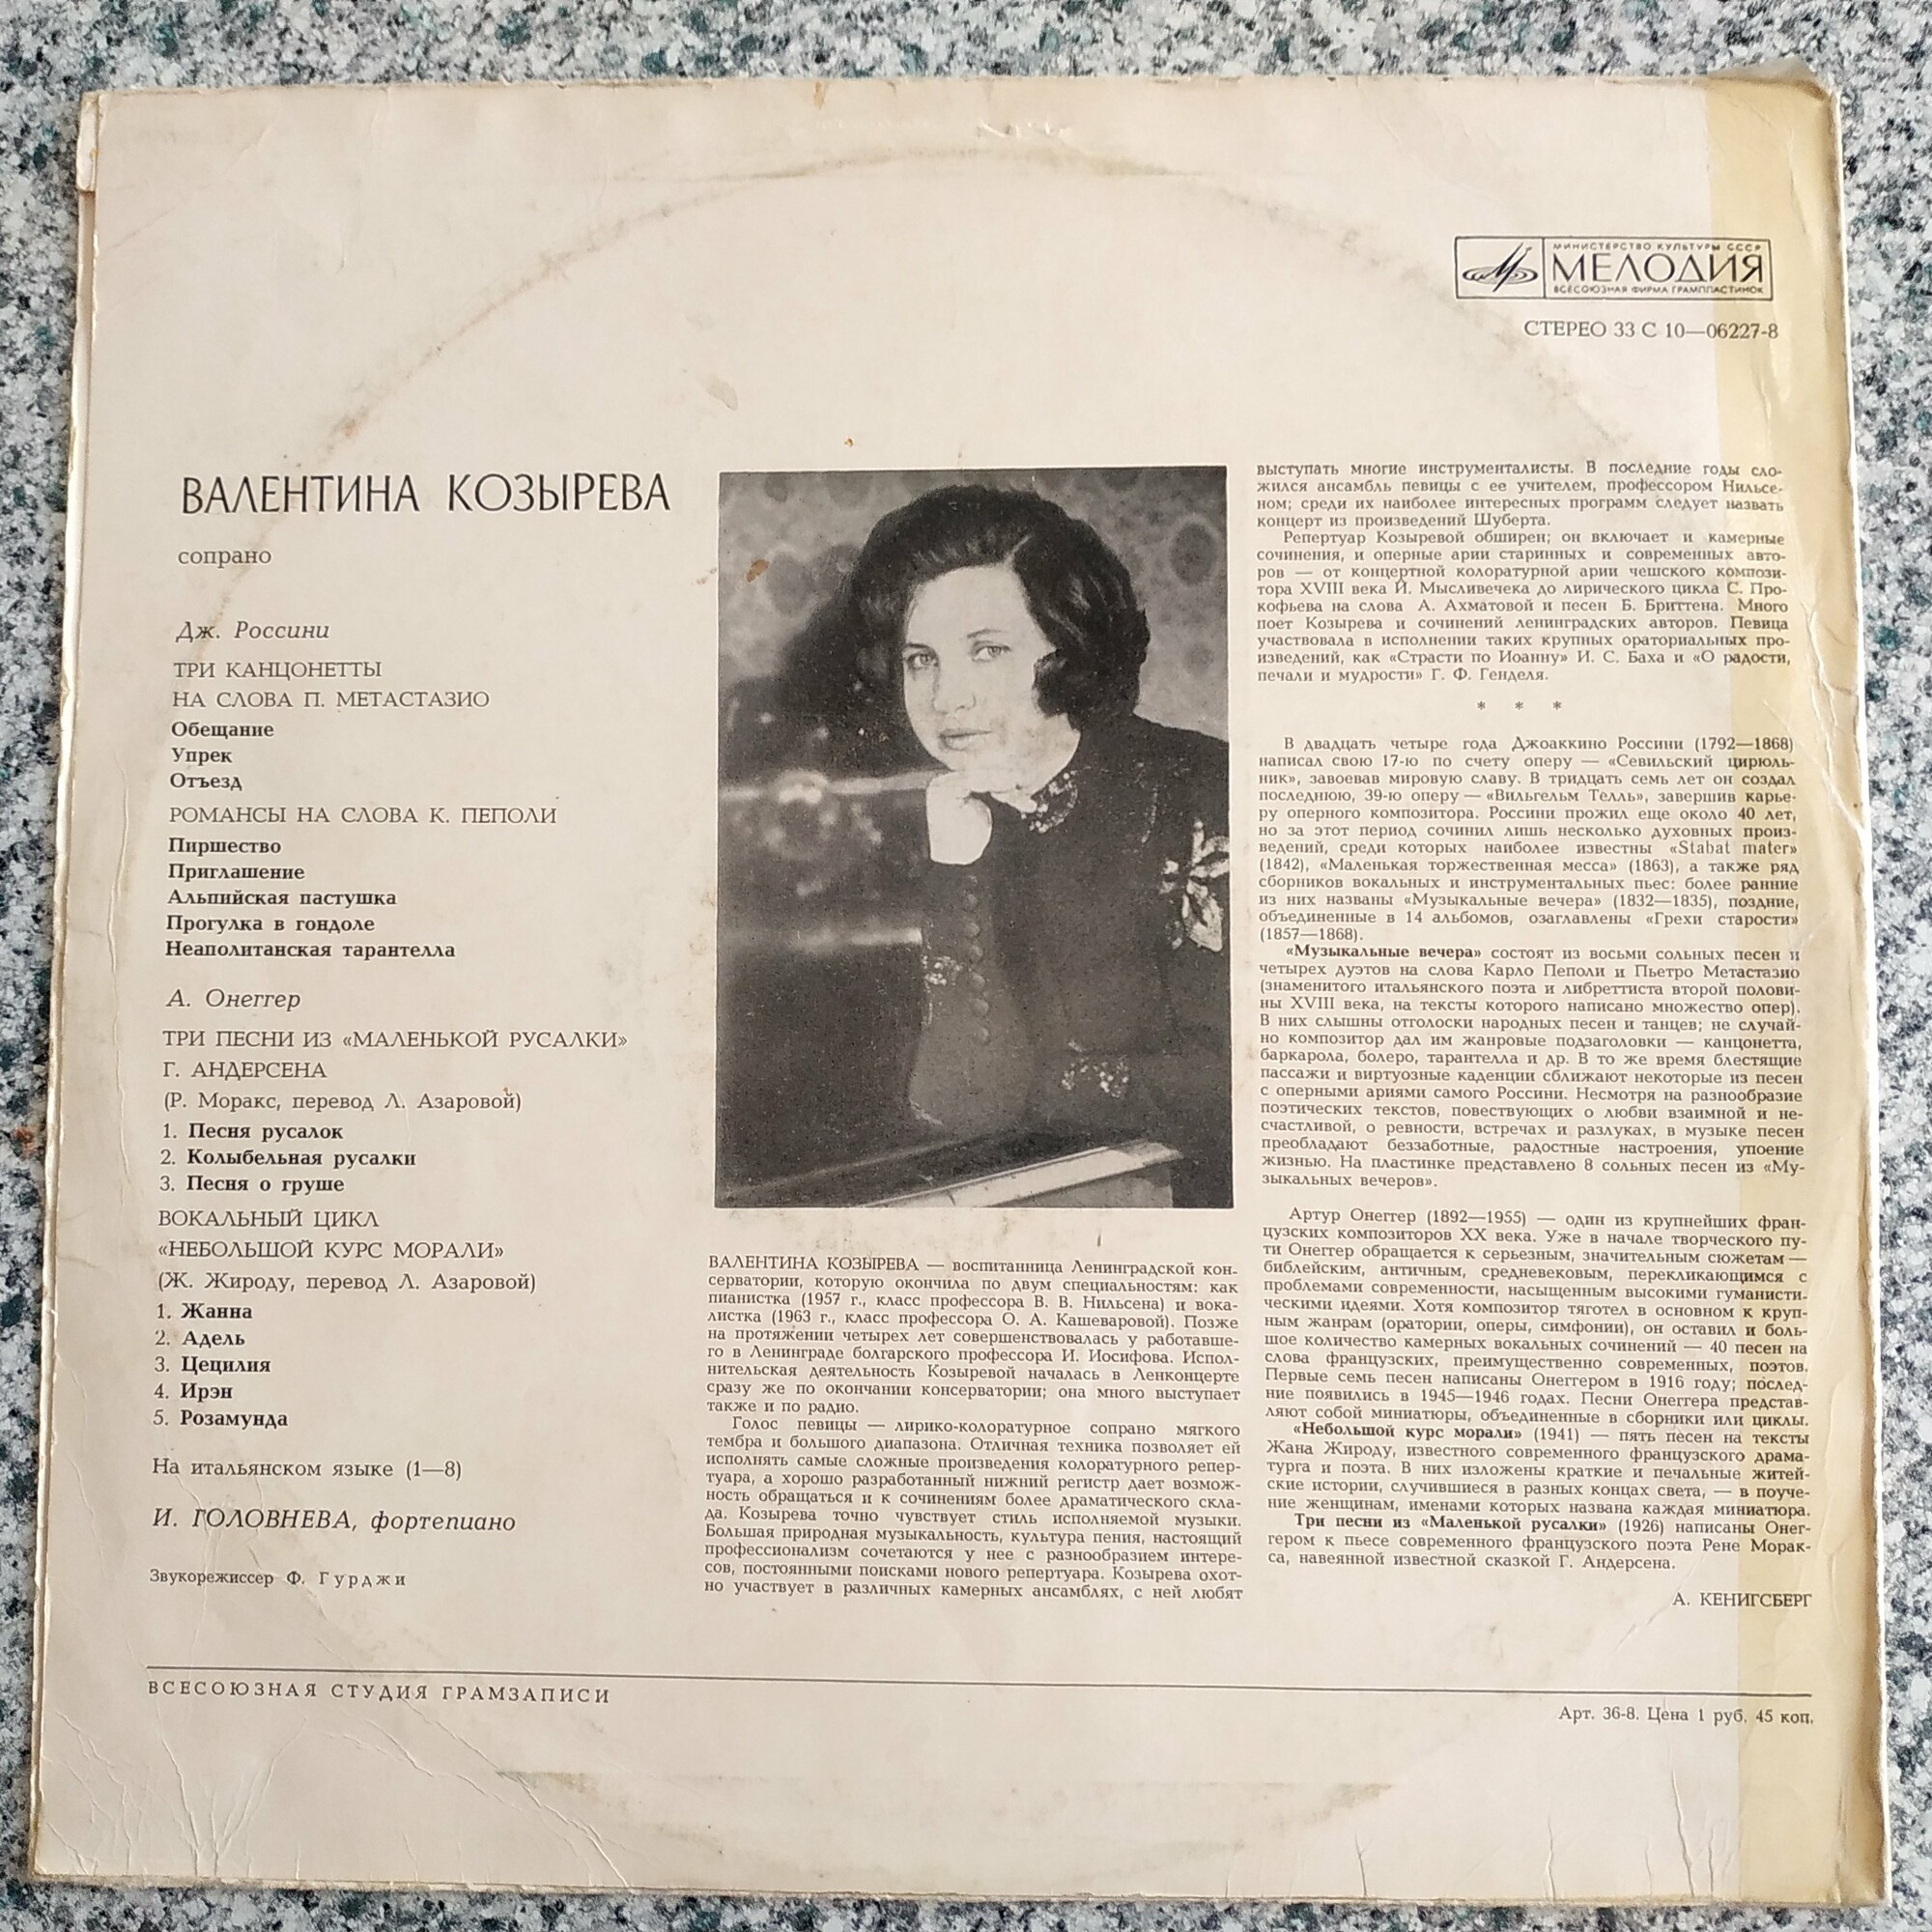 МИНИСТЕРСТВО КУЛЬТУРЫ СССР
МЕЛОДИЯ
ВСЕСОЮЗНАЯ ФИРМА ГРАМПЛАСТИНОК
СТЕРЕО 33 С 10—06227-8
ВАЛЕНТИНА КОЗЫРЕВА
сопрано
Дж. Россини
ТРИ КАНЦОНЕТТЫ
НА СЛОВА П. МЕТАСТАЗИО
Обещание
Упрек
Отъезд
РОМАНСЫ НА СЛОВА К. ПЕПОЛИ
Пиршество
Приглашение
Альпийская пастушка
Прогулка в гондоле
Неаполитанская тарантелла
А. Онеггер
ТРИ ПЕСНИ ИЗ «МАЛЕНЬКОЙ РУСАЛКИ»
Г. АНДЕРСЕНА
(Р. Моракс, перевод Л. Азаровой)
1. Песня русалок
2. Колыбельная русалки
3. Песня о груше
ВОКАЛЬНЫЙ ЦИКЛ
«НЕБОЛЬШОЙ КУРС МОРАЛИ»
(Ж. Жироду, перевод Л. Азаровой)
1. Жанна
2. Адель
3. Цецилия
4. Ирэн
5. Розамунда
На итальянском языке (1—8)
И. ГОЛОВНЕВА, фортепиано
Звукорежиссер Ф. Гурджи
ВАЛЕНТИНА КОЗЫРЕВА — воспитанница Ленинградской кон-
серватории, которую окончила по двум специальностям: как
пианистка (1957 г., класс профессора В. В. Нильсена) и вока-
листка (1963 г., класс профессора О. А. Кашеваровой). Позже
на протяжении четырех лет совершенствовалась у работавше-
го в Ленинграде болгарского профессора И. Иосифова. Испол-
нительская деятельность Козыревой началась в Ленконцерте
сразу же по окончании консерватории; она много выступает
также и по радио.
Голос певицы — лирико-колоратурное сопрано мягкого
тембра и большого диапазона. Отличная техника позволяет ей
исполнять самые сложные произведения колоратурного репер-
туара, а хорошо разработанный нижний регистр дает возмож-
ность обращаться и к сочинениям более драматического скла-
да. Козырева точно чувствует стиль исполняемой музыки.
Большая природная музыкальность, культура пения, настоящий
профессионализм сочетаются у нее с разнообразием интере-
сов, постоянными поисками нового репертуара. Козырева охот-
но участвует в различных камерных ансамблях, с ней любят
выступать многие инструменталисты. В последние годы сло-
жился ансамбль певицы с ее учителем, профессором Нильсе-
ном; среди их наиболее интересных программ следует назвать
концерт из произведений Шуберта.
Репертуар Козыревой обширен; он включает и камерные
сочинения, и оперные арии старинных и современных авто-
ров — от концертной колоратурной арии чешского компози-
тора XVIII века Й. Мысливечека до лирического цикла С. Про-
кофьева на слова А. Ахматовой и песен Б. Бриттена. Много
поет Козырева и сочинений ленинградских авторов. Певица
участвовала в исполнении таких крупных ораториальных про-
изведений, как «Страсти по Иоанну» И. С. Баха и «О радости,
печали и мудрости» Г. Ф. Генделя.
* * *
В двадцать четыре года Джоаккино Россини (1792—1868)
написал свою 17-ю по счету оперу — «Севильский цирюль-
ник», завоевав мировую славу. В тридцать семь лет он создал
последнюю, 39-ю оперу — «Вильгельм Телль», завершив карье-
ру оперного композитора. Россини прожил еще около 40 лет,
но за этот период сочинил лишь несколько духовных произ-
ведений, среди которых наиболее известны «Stabat mater»
(1842), «Маленькая торжественная месса» (1863), а также ряд
сборников вокальных и инструментальных пьес: более ранние
из них названы «Музыкальные вечера» (1832—1835), поздние,
объединенные в 14 альбомов, озаглавлены «Грехи старости»
(1857—1868).
«Музыкальные вечера» состоят из восьми сольных песен и
четырех дуэтов на слова Карло Пеполи и Пьетро Метастазио
(знаменитого итальянского поэта и либреттиста второй полови-
ны XVIII века, на тексты которого написано множество опер).
В них слышны отголоски народных песен и танцев; не случай-
но композитор дал им жанровые подзаголовки — канцонетта,
баркарола, болеро, тарантелла и др. В то же время блестящие
пассажи и виртуозные каденции сближают некоторые из песен
с оперными ариями самого Россини. Несмотря на разнообразие
поэтических текстов, повествующих о любви взаимной и не-
счастливой, о ревности, встречах и разлуках, в музыке песен
преобладают беззаботные, радостные настроения, упоение
жизнью. На пластинке представлено 8 сольных песен из «Му-
зыкальных вечеров».
Артур Онеггер (1892—1955) — один из крупнейших фран-
цузских композиторов XX века. Уже в начале творческого пу-
ти Онеггер обращается к серьезным, значительным сюжетам —
библейским, античным, средневековым, перекликающимся с
проблемами современности, насыщенным высокими гуманисти-
ческими идеями. Хотя композитор тяготел в основном к круп-
ным жанрам (оратории, оперы, симфонии), он оставил и боль-
шое количество камерных вокальных сочинений — 40 песен на
слова французских, преимущественно современных, поэтов.
Первые семь песен написаны Онеггером в 1916 году; послед-
ние появились в 1945—1946 годах. Песни Онеггера представ-
ляют собой миниатюры, объединенные в сборники или циклы.
«Небольшой курс морали» (1941) — пять песен на тексты
Жана Жироду, известного современного французского драма-
турга и поэта. В них изложены краткие и печальные житей-
ские истории, случившиеся в разных концах света, — в поуче-
ние женщинам, именами которых названа каждая миниатюра.
Три песни из «Маленькой русалки» (1926) написаны Онег-
гером к пьесе современного французского поэта Рене Морак-
са, навеянной известной сказкой Г. Андерсена.
А. КЕНИГСБЕРГ
ВСЕСОЮЗНАЯ СТУДИЯ ГРАМЗАПИСИ
Арт. 36-8. Цена 1 руб. 45 коп.